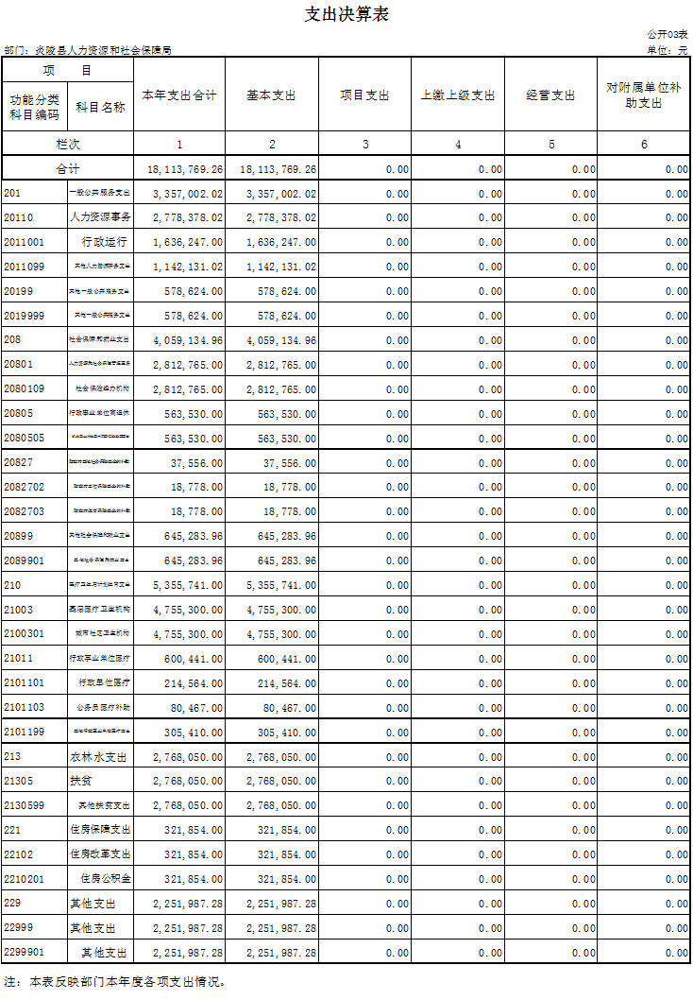 支出决算表
公开03表
部门：炎陵县人力资源和社会保障局 单位：元
项 目 本年支出合计 基本支出 项目支出 上缴上级支出 经营支出 对附属单位补助支出
功能分类科目编码 科目名称
栏次 1 2 3 4 5 6
合计 18,113,769.26 18,113,769.26 0.00 0.00 0.00 0.00
201 一般公共服务支出 3,357,002.02 3,357,002.02 0.00 0.00 0.00 0.00
20110 人力资源事务 2,778,378.02 2,778,378.02 0.00 0.00 0.00 0.00
2011001 行政运行 1,636,247.00 1,636,247.00 0.00 0.00 0.00 0.00
2011099 其他人力资源事务支出 1,142,131.02 1,142,131.02 0.00 0.00 0.00 0.00
20199 其他一般公共服务支出 578,624.00 578,624.00 0.00 0.00 0.00 0.00
2019999 其他一般公共服务支出 578,624.00 578,624.00 0.00 0.00 0.00 0.00
208 社会保障和就业支出 4,059,134.96 4,059,134.96 0.00 0.00 0.00 0.00
20801 人力资源和社会保障管理事务 2,812,765.00 2,812,765.00 0.00 0.00 0.00 0.00
2080109 社会保险经办机构 2,812,765.00 2,812,765.00 0.00 0.00 0.00 0.00
20805 行政事业单位离退休 563,530.00 563,530.00 0.00 0.00 0.00 0.00
2080505 563,530.00 563,530.00 0.00 0.00 0.00 0.00
20827 37,556.00 37,556.00 0.00 0.00 0.00 0.00
2082702 18,778.00 18,778.00 0.00 0.00 0.00 0.00
2082703 18,778.00 18,778.00 0.00 0.00 0.00 0.00
20899 其他社会保障和就业支出 645,283.96 645,283.96 0.00 0.00 0.00 0.00
2089901 其他社会保障和就业支出 645,283.96 645,283.96 0.00 0.00 0.00 0.00
210 医疗卫生与计划生育支出 5,355,741.00 5,355,741.00 0.00 0.00 0.00 0.00
21003 基层医疗卫生机构 4,755,300.00 4,755,300.00 0.00 0.00 0.00 0.00
2100301 城市社区卫生机构 4,755,300.00 4,755,300.00 0.00 0.00 0.00 0.00
21011 行政事业单位医疗 600,441.00 600,441.00 0.00 0.00 0.00 0.00
2101101 行政单位医疗 214,564.00 214,564.00 0.00 0.00 0.00 0.00
2101103 公务员医疗补助 80,467.00 80,467.00 0.00 0.00 0.00 0.00
2101199 其他行政事业单位医疗支出 305,410.00 305,410.00 0.00 0.00 0.00 0.00
213 农林水支出 2,768,050.00 2,768,050.00 0.00 0.00 0.00 0.00
21305 扶贫 2,768,050.00 2,768,050.00 0.00 0.00 0.00 0.00
2130599 其他扶贫支出 2,768,050.00 2,768,050.00 0.00 0.00 0.00 0.00
221 住房保障支出 321,854.00 321,854.00 0.00 0.00 0.00 0.00
22102 住房改革支出 321,854.00 321,854.00 0.00 0.00 0.00 0.00
2210201 住房公积金 321,854.00 321,854.00 0.00 0.00 0.00 0.00
229 其他支出 2,251,987.28 2,251,987.28 0.00 0.00 0.00 0.00
22999 其他支出 2,251,987.28 2,251,987.28 0.00 0.00 0.00 0.00
2299901 其他支出 2,251,987.28 2,251,987.28 0.00 0.00 0.00 0.00
注：本表反映部门本年度各项支出情况。